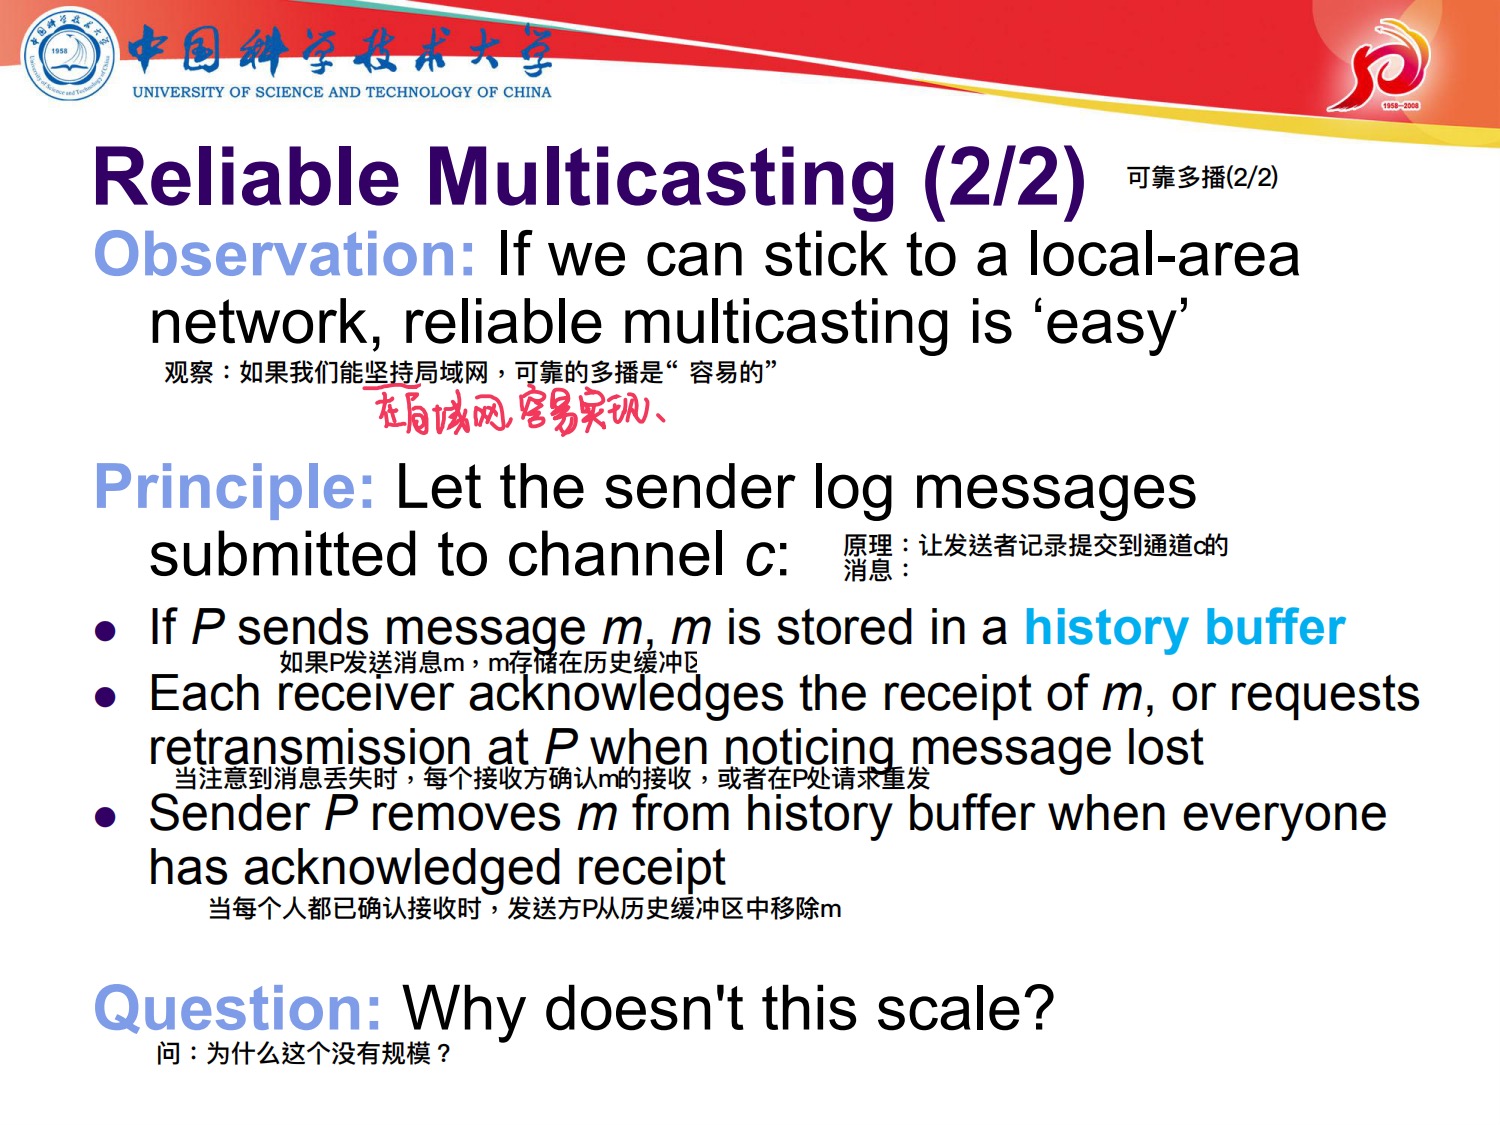 中国科学技术大学
UNIVERSITY OF SCIENCE AND TECHNOLOGY OF CHINA
1958
1958—2008
Reliable Multicasting (2/2)
可靠多播(2/2)
Observation: If we can stick to a local-area
network, reliable multicasting is ‘easy’
观察：如果我们能坚持局域网，可靠的多播是“ 容易的”
在局域网 容易实现、
Principle: Let the sender log messages
submitted to channel c:
原理：让发送者记录提交到通道c的
消息：
● If P sends message m, m is stored in a history buffer
如果P发送消息m，m存储在历史缓冲区
● Each receiver acknowledges the receipt of m, or requests
retransmission at P when noticing message lost
当注意到消息丢失时，每个接收方确认m的接收，或者在P处请求重发
● Sender P removes m from history buffer when everyone
has acknowledged receipt
当每个人都已确认接收时，发送方P从历史缓冲区中移除m
Question: Why doesn't this scale?
问：为什么这个没有规模？